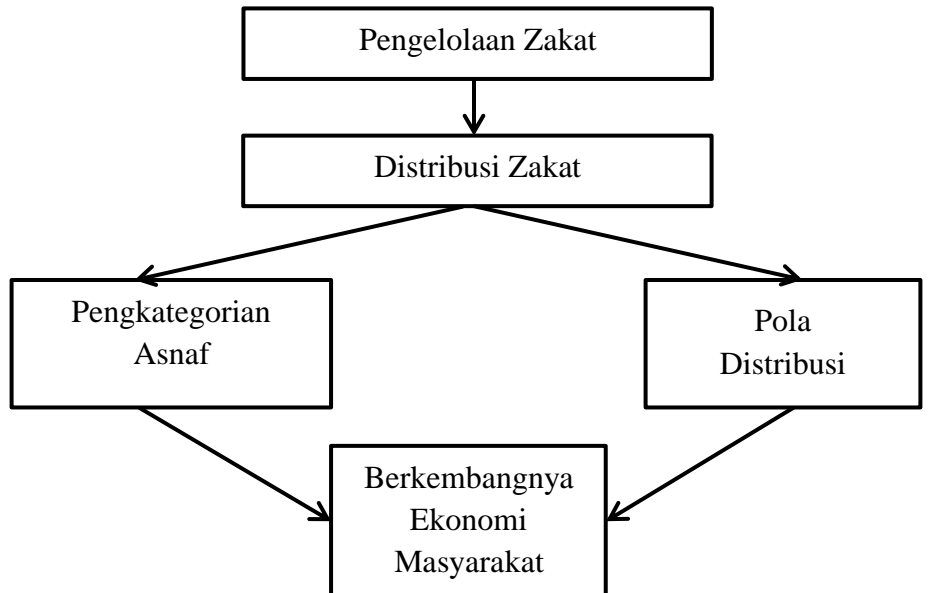 Pengelolaan Zakat
Distribusi Zakat
Pengkategorian
Asnaf
Pola
Distribusi
Berkembangnya
Ekonomi
Masyarakat